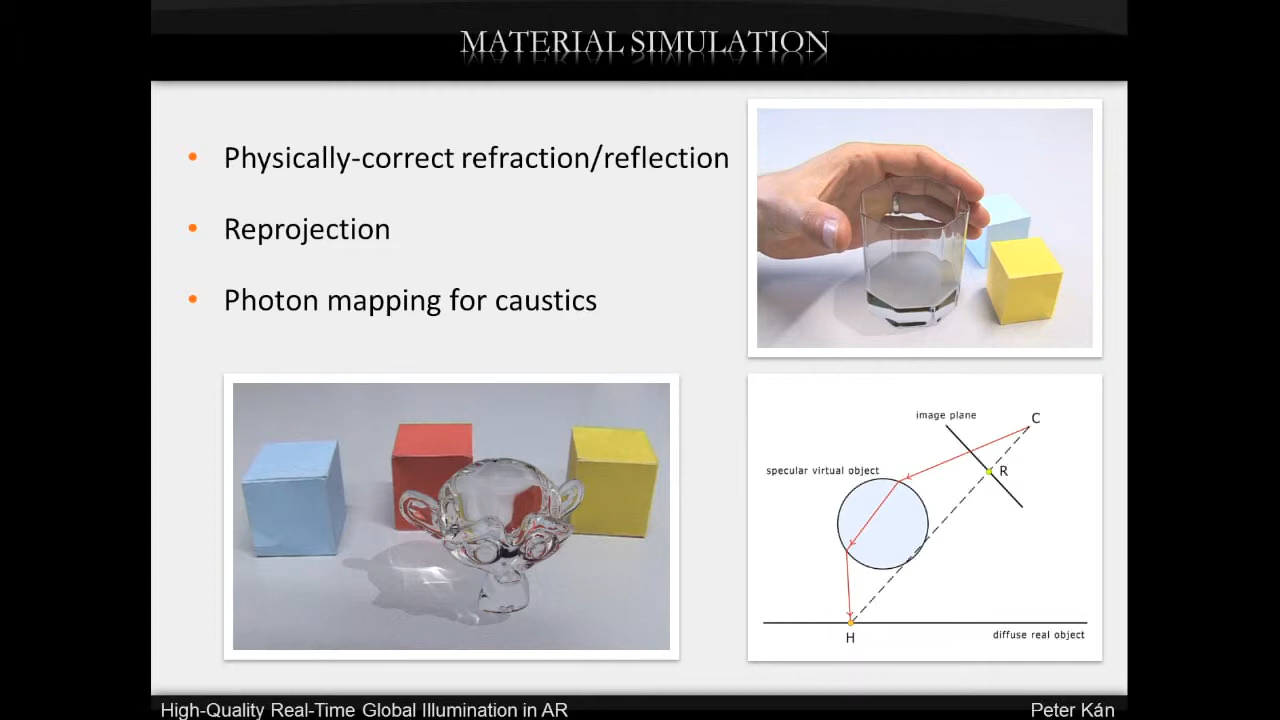 MATERIAL SIMULATION
• Physically-correct refraction/reflection
• Reprojection
• Photon mapping for caustics
image plane
C
R
specular virtual object
H
diffuse real object
High-Quality Real-Time Global Illumination in AR
Peter Kán